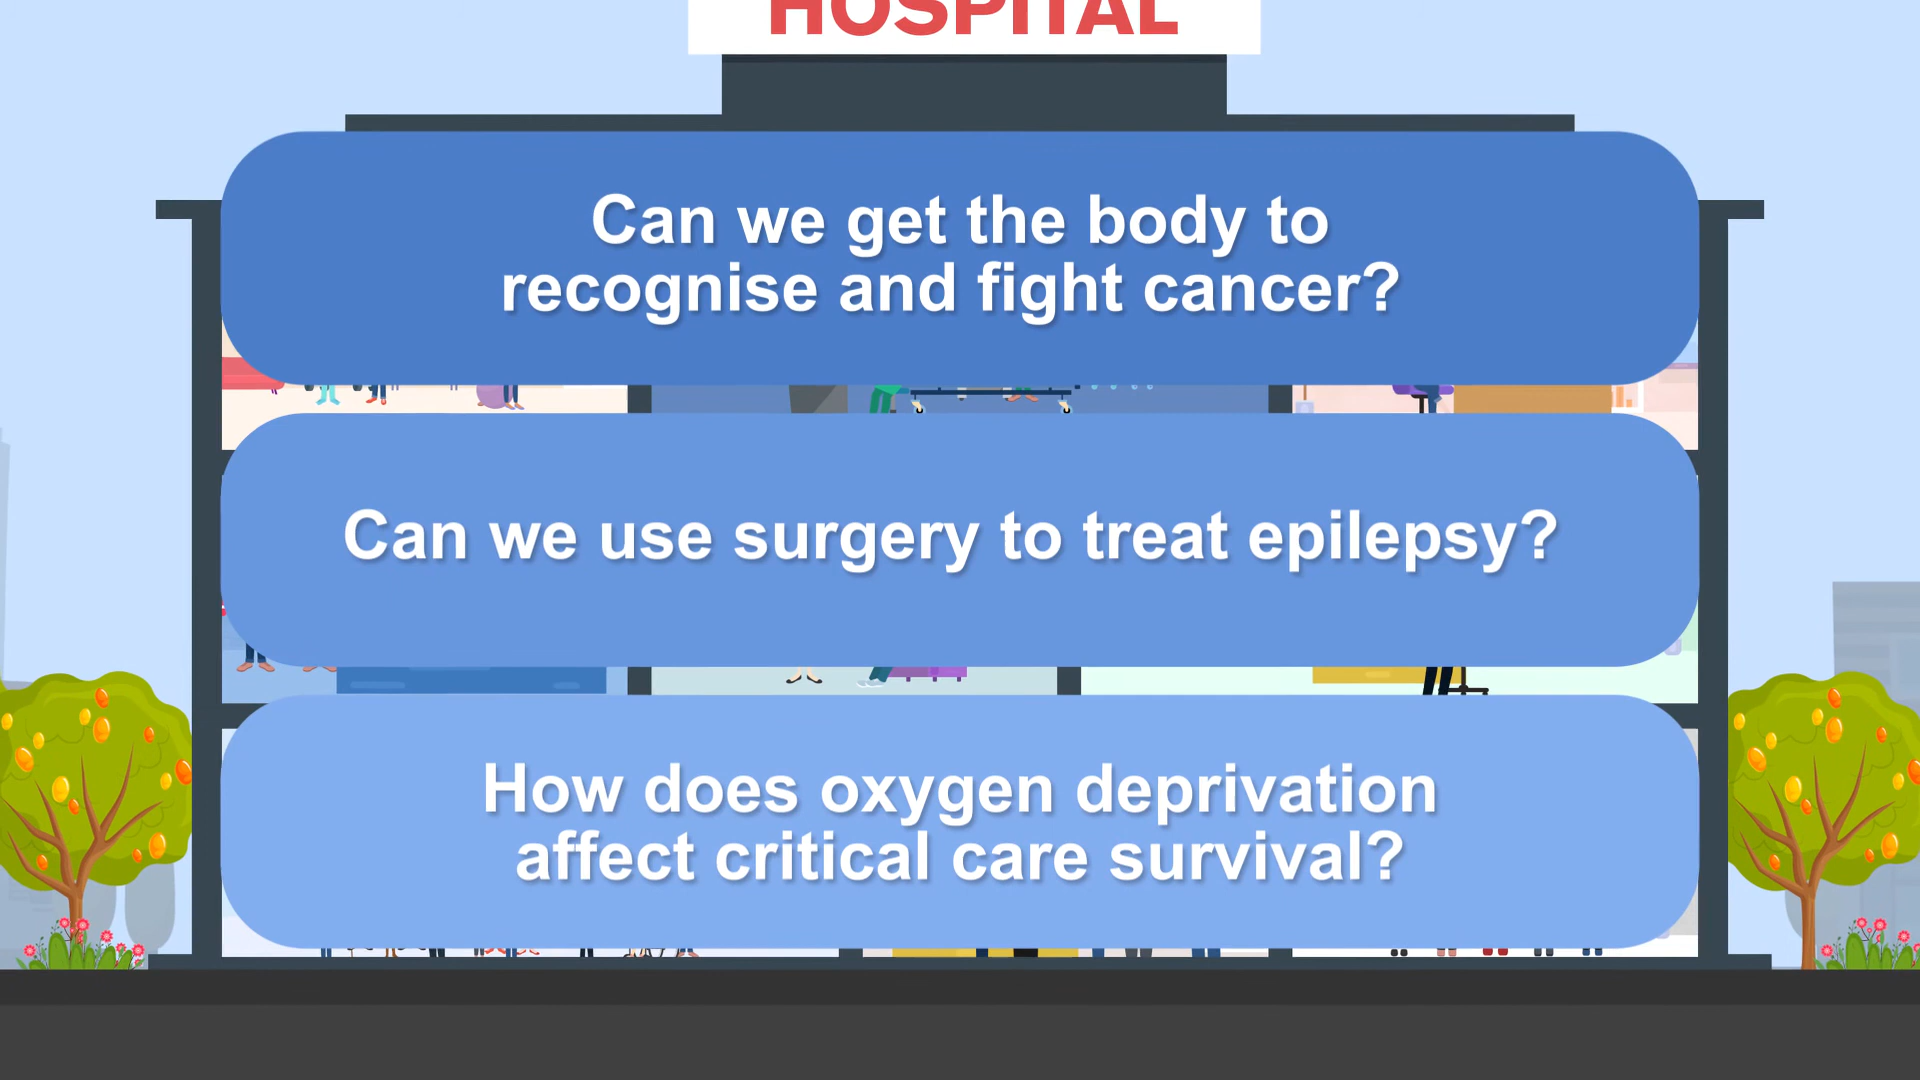 HOSPITAL
Can we get the body to
recognise and fight cancer?
Can we use surgery to treat epilepsy?
How does oxygen deprivation
affect critical care survival?